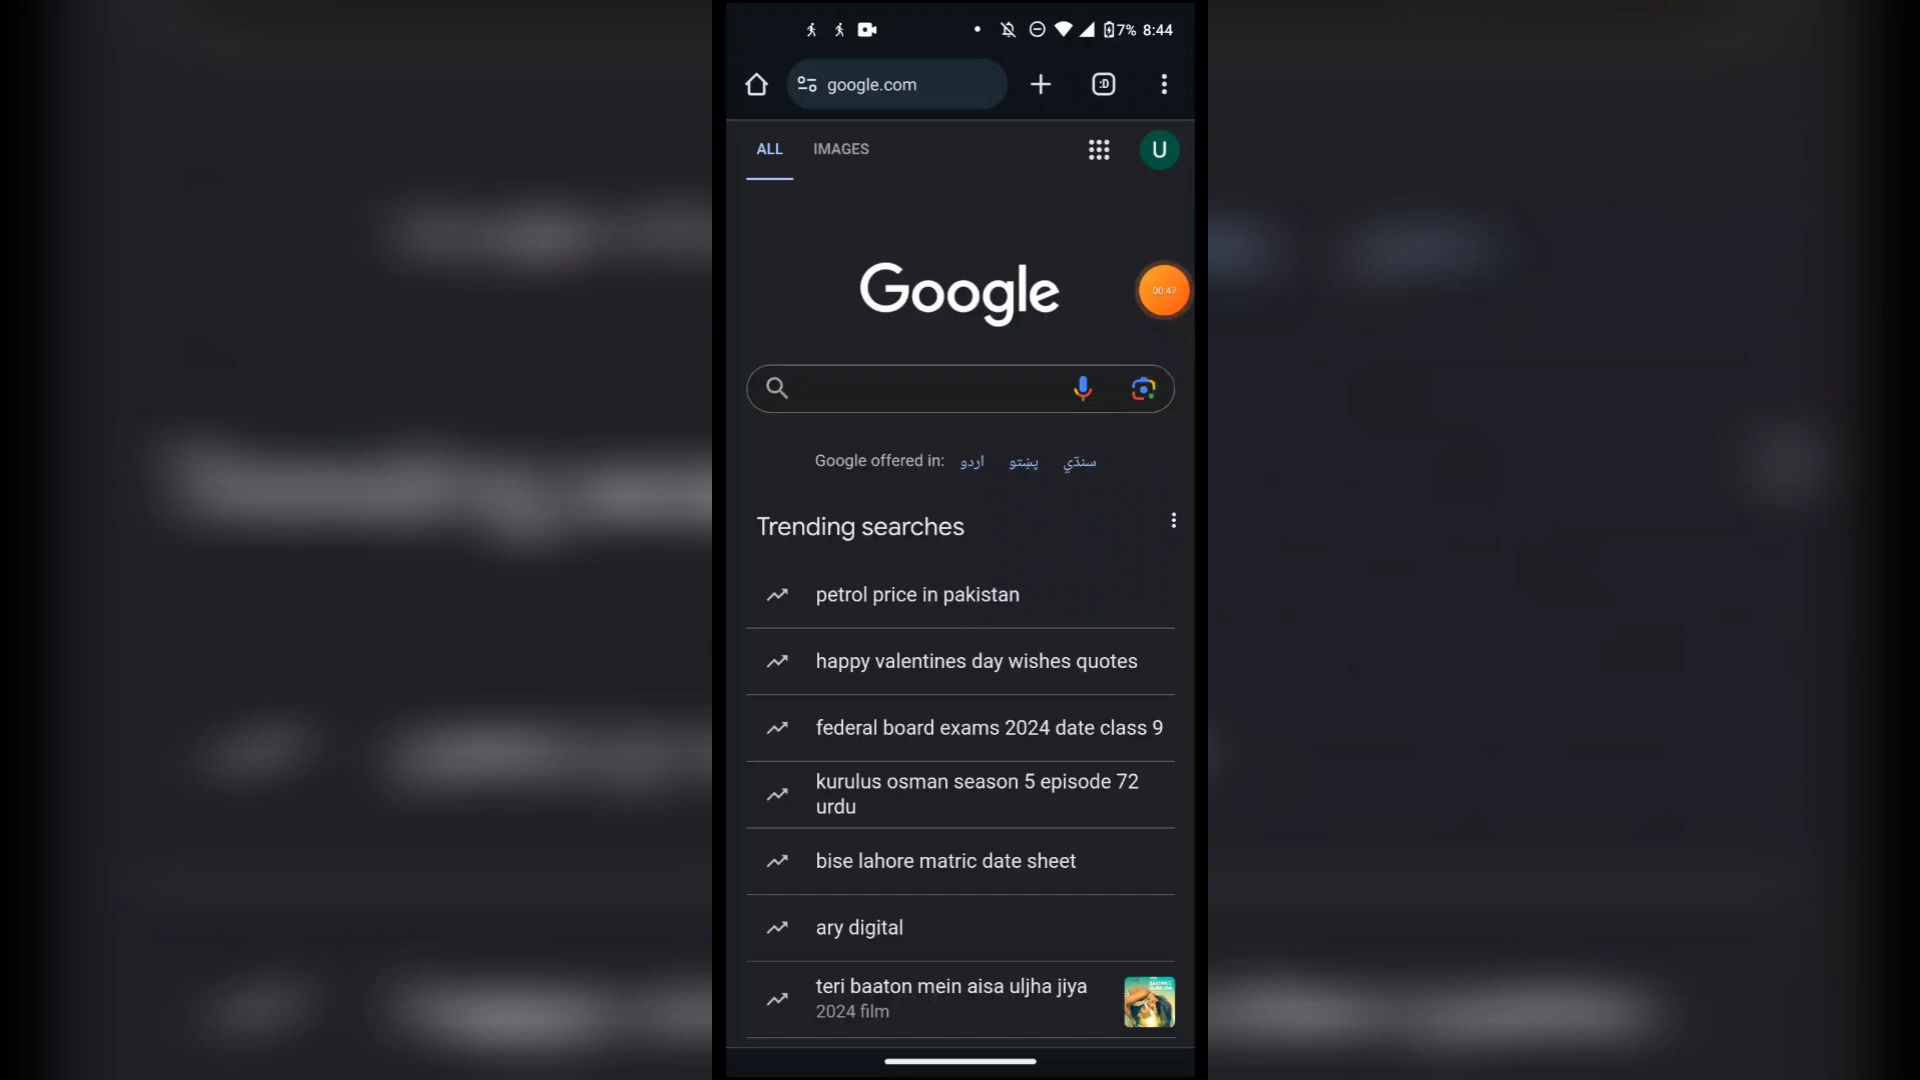 7% 8:44
google.com
:D
ALL IMAGES
U
Google
00:47
Google offered in: اردو پښتو سنڌي
Trending searches
petrol price in pakistan
happy valentines day wishes quotes
federal board exams 2024 date class 9
kurulus osman season 5 episode 72
urdu
bise lahore matric date sheet
ary digital
teri baaton mein aisa uljha jiya
2024 film